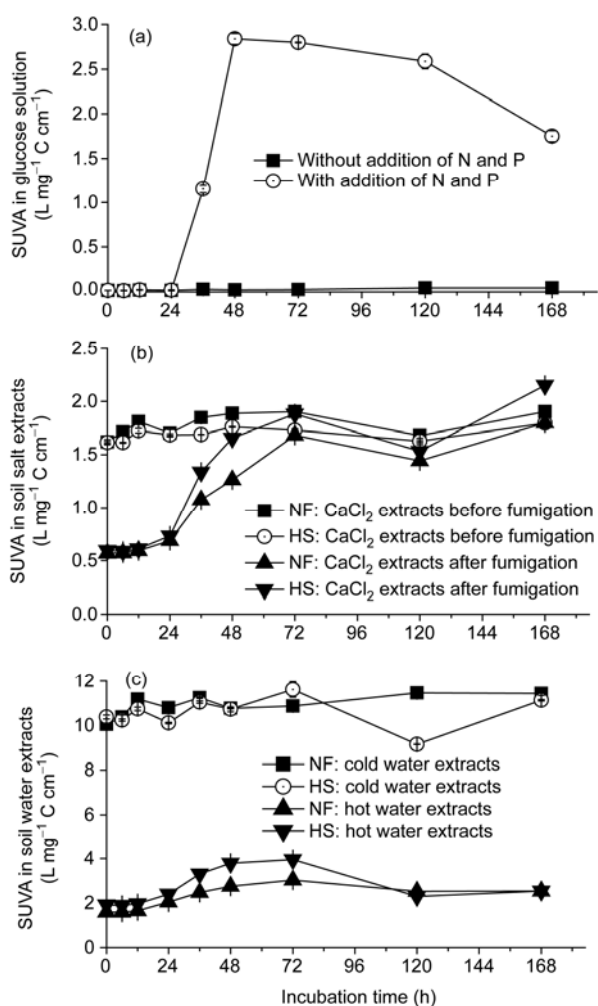 (a)
3.0
2.5
2.0
1.5
1.0
0.5
0.0
SUVA in glucose solution
(L mg⁻¹ C cm⁻¹)
Without addition of N and P
With addition of N and P
0 24 48 72 96 120 144 168
(b)
2.5
2.0
1.5
1.0
0.5
0.0
SUVA in soil salt extracts
(L mg⁻¹ C cm⁻¹)
NF: CaCl₂ extracts before fumigation
HS: CaCl₂ extracts before fumigation
NF: CaCl₂ extracts after fumigation
HS: CaCl₂ extracts after fumigation
0 24 48 72 96 120 144 168
(c)
12
10
8
6
4
2
0
SUVA in soil water extracts
(L mg⁻¹ C cm⁻¹)
NF: cold water extracts
HS: cold water extracts
NF: hot water extracts
HS: hot water extracts
0 24 48 72 96 120 144 168
Incubation time (h)